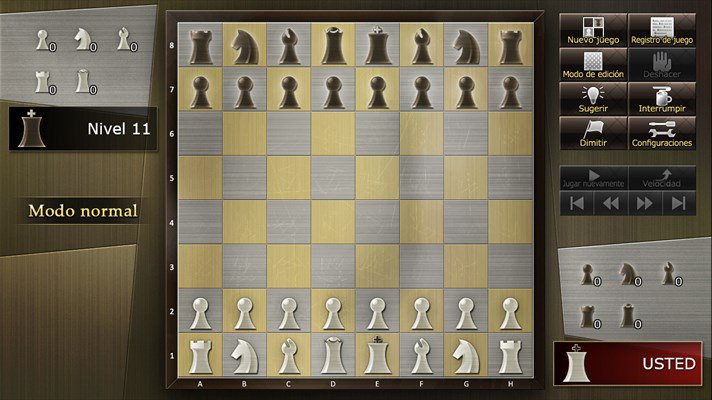 0 0 0
0 0
Nivel 11
Modo normal
8
7
6
5
4
3
2
1
A B C D E F G H
Nuevo juego
Registro de juego
Modo de edición
Deshacer
Sugerir
Interrumpir
Dimitir
Configuraciones
Jugar nuevamente
Velocidad
0 0 0
0 0
USTED